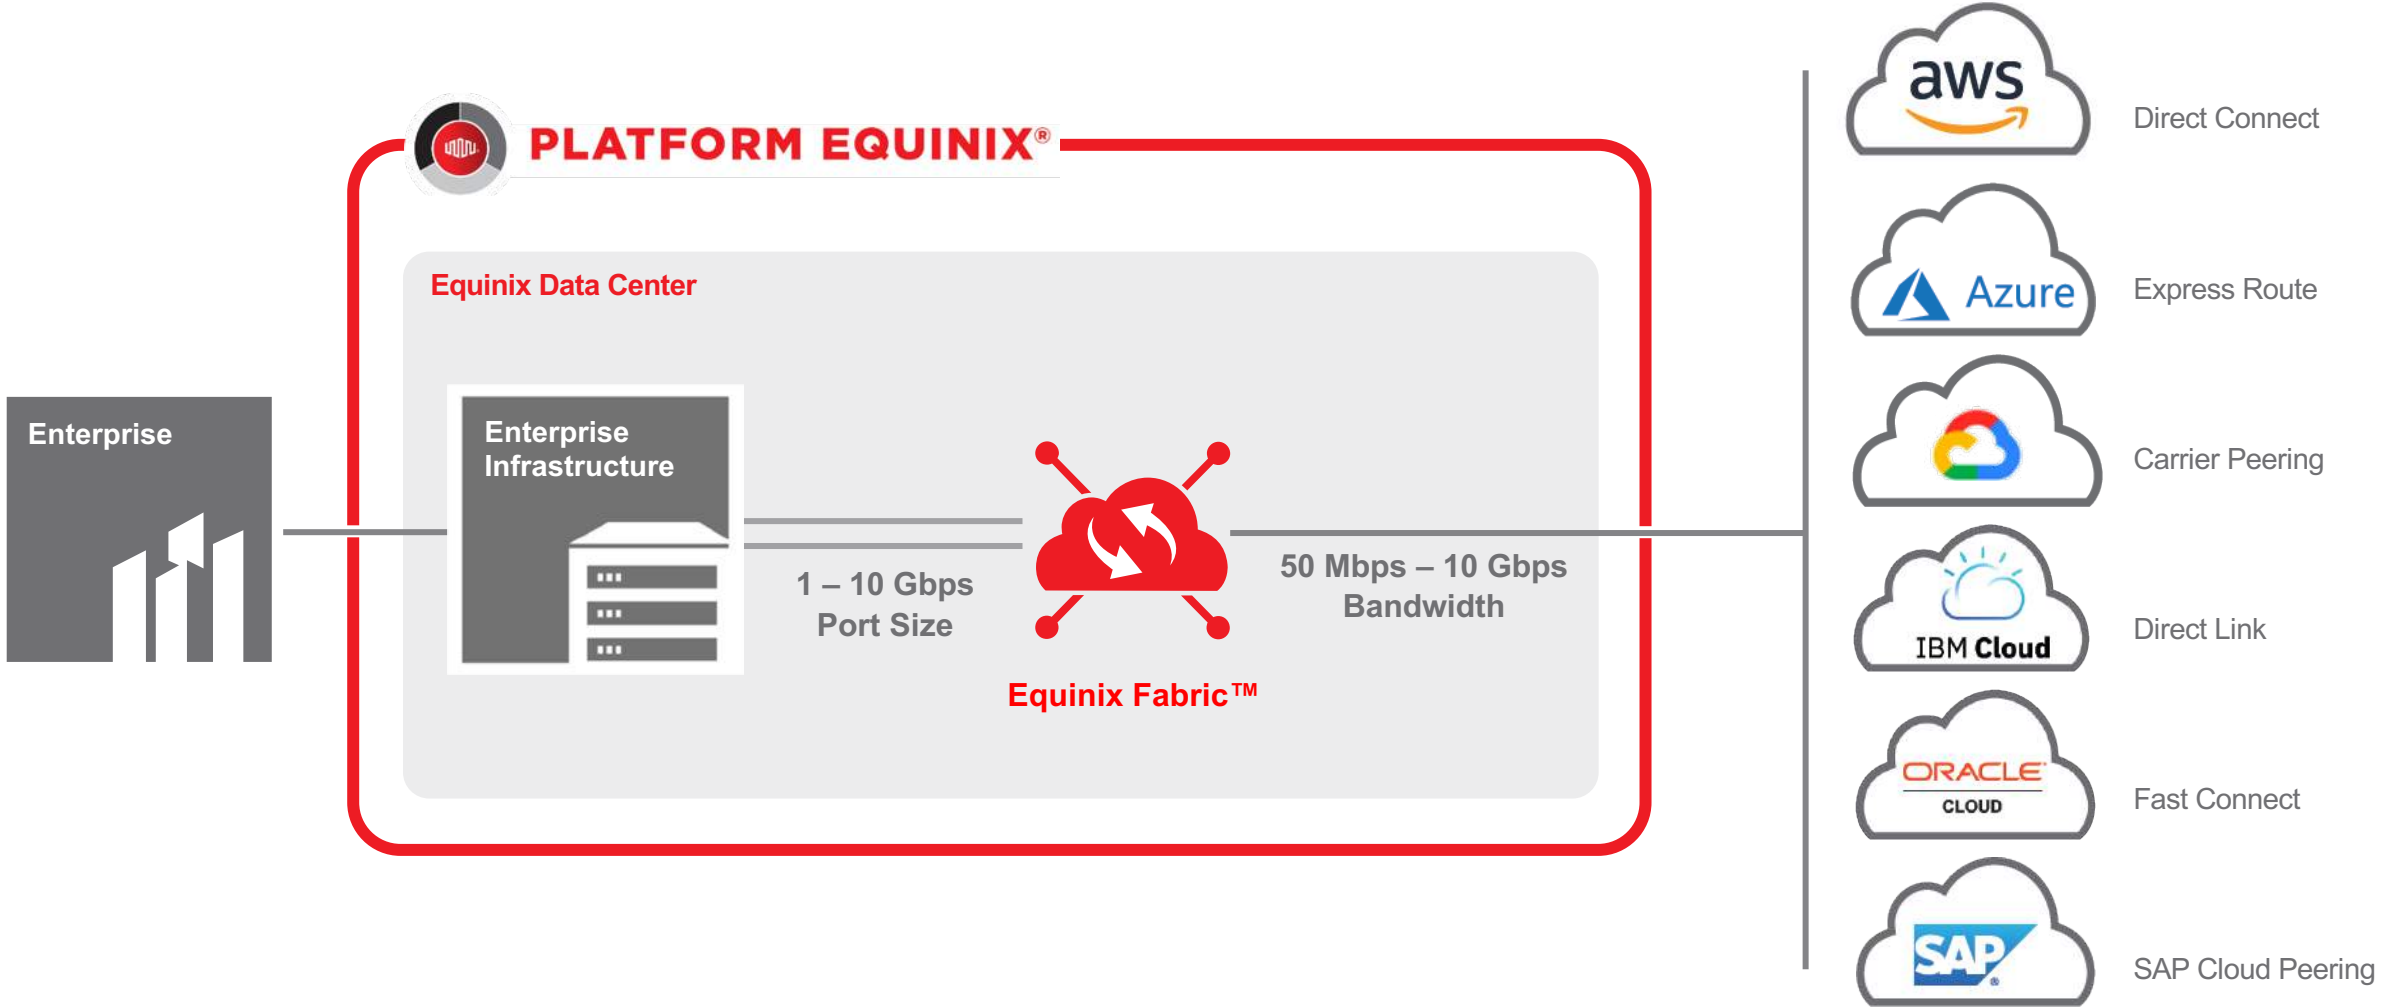 PLATFORM EQUINIX®
Equinix Data Center
Enterprise
Enterprise
Infrastructure
1 – 10 Gbps
Port Size
Equinix Fabric™
50 Mbps – 10 Gbps
Bandwidth
aws
Direct Connect
Azure
Express Route
Carrier Peering
IBM Cloud
Direct Link
ORACLE
CLOUD
Fast Connect
SAP
SAP Cloud Peering